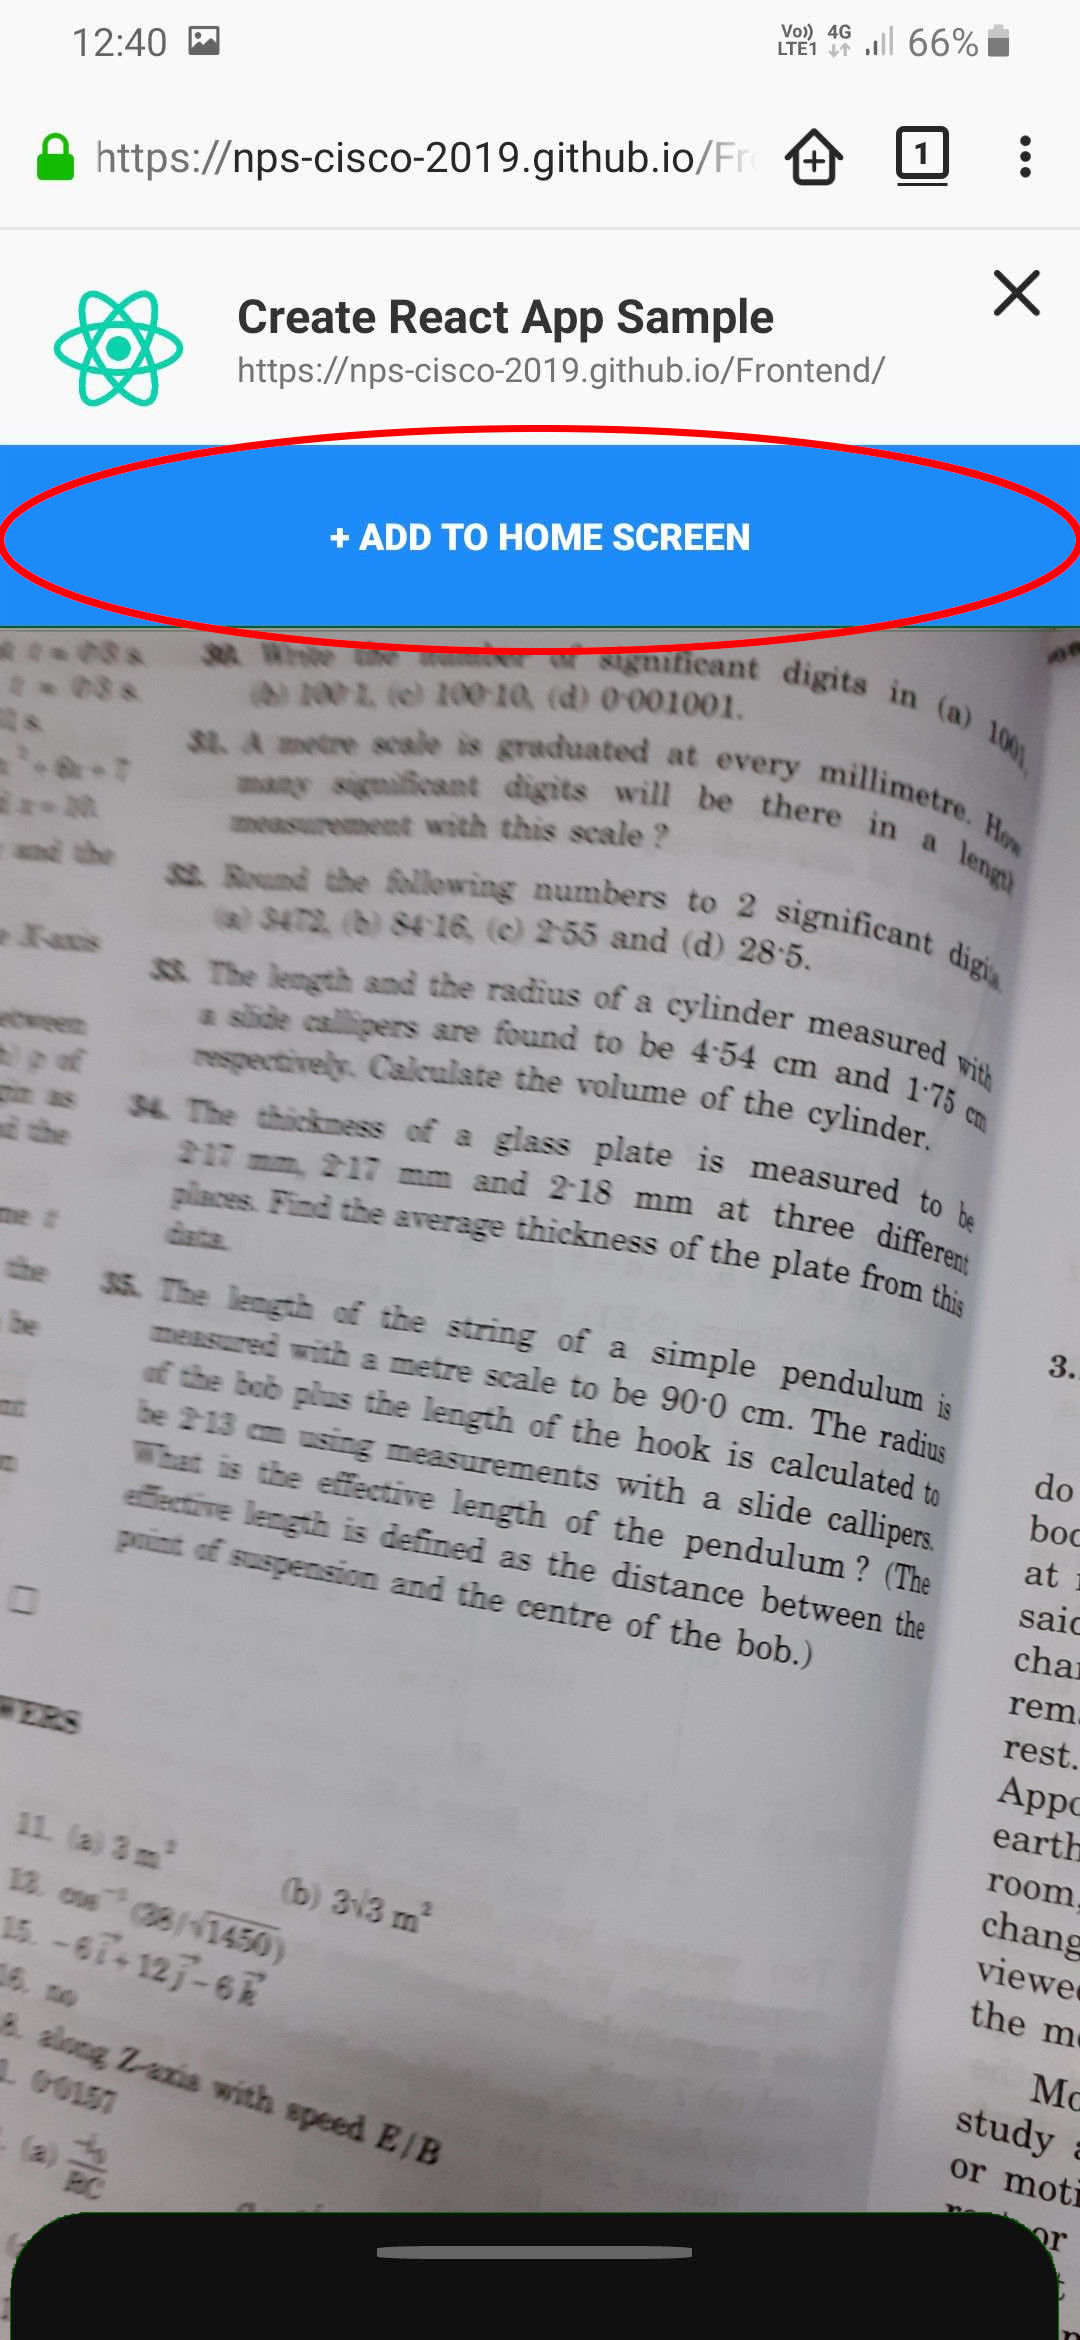 12:40
Vo)) LTE1 4G 66%
https://nps-cisco-2019.github.io/Fr
1
Create React App Sample
https://nps-cisco-2019.github.io/Frontend/
+ ADD TO HOME SCREEN
30. Write the number of significant digits in (a) 1001,
(b) 100·1, (c) 100·10, (d) 0·001001.
31. A metre scale is graduated at every millimetre. How
many significant digits will be there in a length
measurement with this scale ?
32. Round the following numbers to 2 significant digits.
(a) 3472, (b) 84·16, (c) 2·55 and (d) 28·5.
33. The length and the radius of a cylinder measured with
a slide callipers are found to be 4·54 cm and 1·75 cm
respectively. Calculate the volume of the cylinder.
34. The thickness of a glass plate is measured to be
2·17 mm, 2·17 mm and 2·18 mm at three different
places. Find the average thickness of the plate from this
data.
35. The length of the string of a simple pendulum is
measured with a metre scale to be 90·0 cm. The radius
of the bob plus the length of the hook is calculated to
be 2·13 cm using measurements with a slide callipers.
What is the effective length of the pendulum ? (The
effective length is defined as the distance between the
point of suspension and the centre of the bob.)
and the
X-axis
etween
p of
as
the
me t
the
be
WERS
11. (a) 3 m² (b) 3√3 m²
13. cos⁻¹ (38/√1450)
15. −6 i⃗ + 12 j⃗ − 6 k⃗
16. no
8. along Z-axis with speed E/B
0·0157
(a)
RC
3.
do
boo
at
said
cha
rem
rest.
Appo
earth
room,
chang
viewe
the m
Mo
study
or moti
or